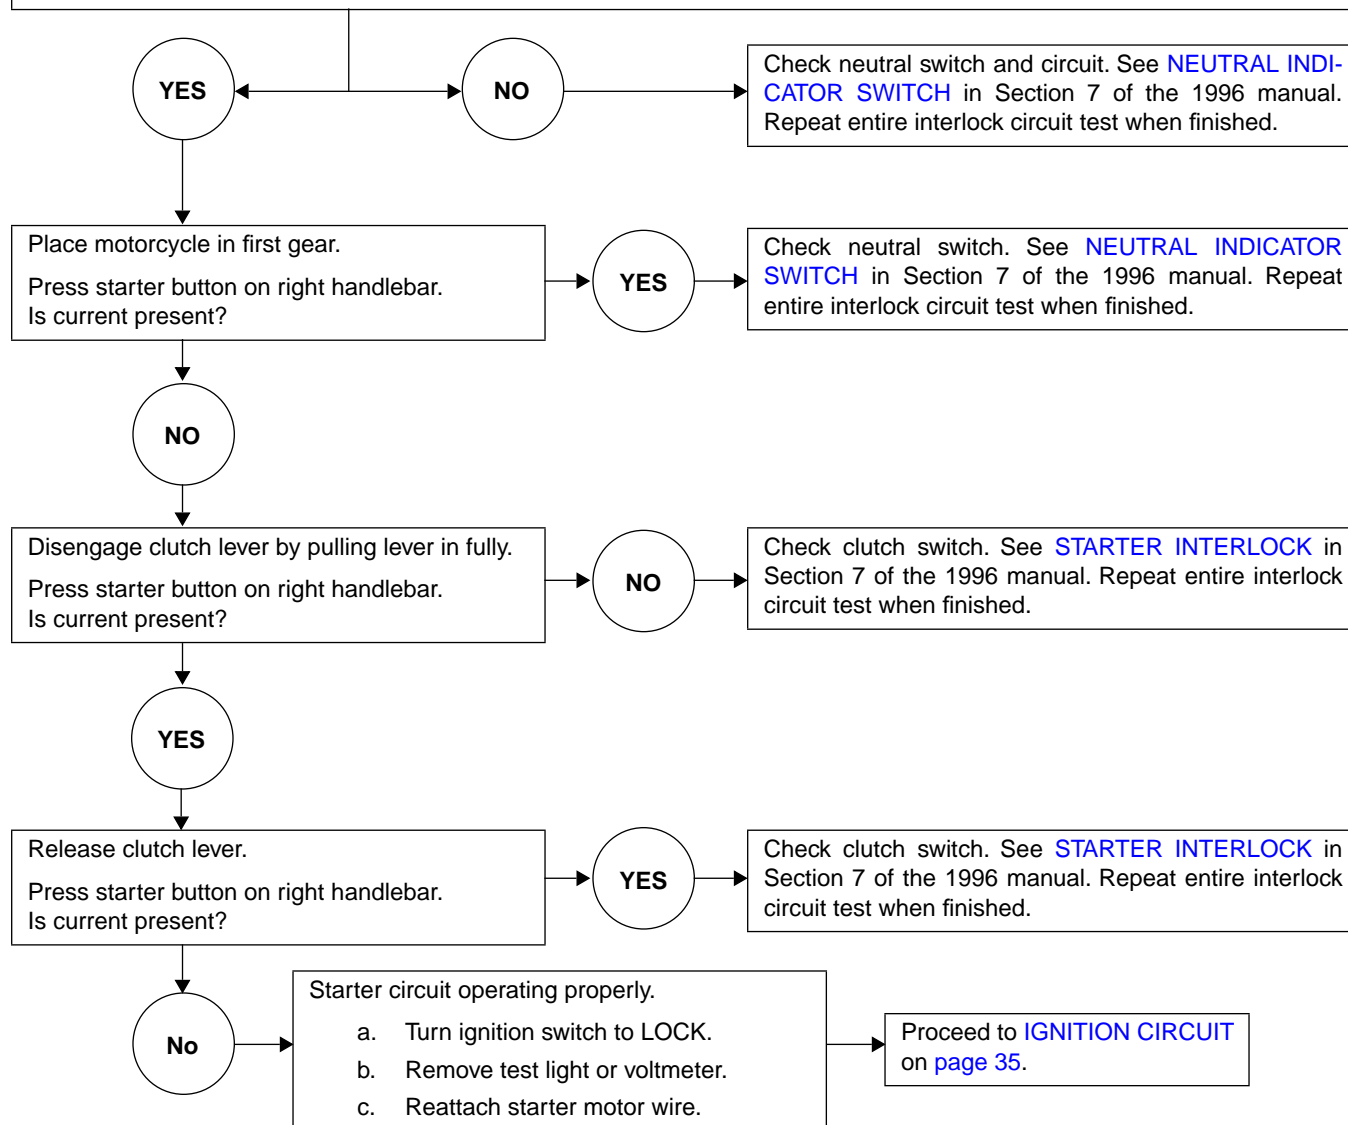 YES
NO
Check neutral switch and circuit. See NEUTRAL INDI-
CATOR SWITCH in Section 7 of the 1996 manual.
Repeat entire interlock circuit test when finished.
Place motorcycle in first gear.
Press starter button on right handlebar.
Is current present?
YES
Check neutral switch. See NEUTRAL INDICATOR
SWITCH in Section 7 of the 1996 manual. Repeat
entire interlock circuit test when finished.
NO
Disengage clutch lever by pulling lever in fully.
Press starter button on right handlebar.
Is current present?
NO
Check clutch switch. See STARTER INTERLOCK in
Section 7 of the 1996 manual. Repeat entire interlock
circuit test when finished.
YES
Release clutch lever.
Press starter button on right handlebar.
Is current present?
YES
Check clutch switch. See STARTER INTERLOCK in
Section 7 of the 1996 manual. Repeat entire interlock
circuit test when finished.
No
Starter circuit operating properly.
a. Turn ignition switch to LOCK.
b. Remove test light or voltmeter.
c. Reattach starter motor wire.
Proceed to IGNITION CIRCUIT
on page 35.